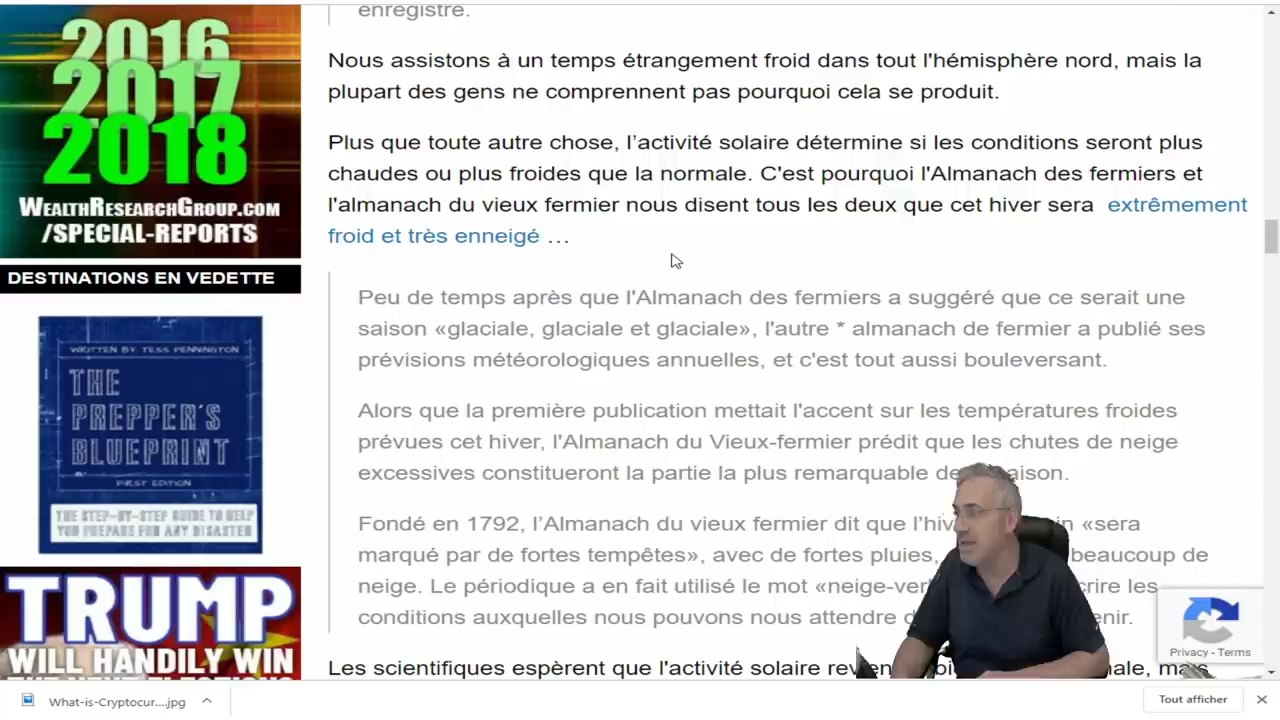 enregistre.
Nous assistons à un temps étrangement froid dans tout l'hémisphère nord, mais la
plupart des gens ne comprennent pas pourquoi cela se produit.
Plus que toute autre chose, l’activité solaire détermine si les conditions seront plus
chaudes ou plus froides que la normale. C'est pourquoi l'Almanach des fermiers et
l'almanach du vieux fermier nous disent tous les deux que cet hiver sera extrêmement
froid et très enneigé …
Peu de temps après que l'Almanach des fermiers a suggéré que ce serait une
saison «glaciale, glaciale et glaciale», l'autre * almanach de fermier a publié ses
prévisions météorologiques annuelles, et c'est tout aussi bouleversant.
Alors que la première publication mettait l'accent sur les températures froides
prévues cet hiver, l'Almanach du Vieux-fermier prédit que les chutes de neige
excessives constitueront la partie la plus remarquable de
Fondé en 1792, l’Almanach du vieux fermier dit que «sera
marqué par de fortes tempêtes», avec de fortes pluies, beaucoup de
neige. Le périodique a en fait utilisé le mot les
conditions auxquelles nous pouvons nous attendre
Les scientifiques espèrent que l'activité solaire mais
2016
2017
2018
WEALTHRESEARCHGROUP.COM
/SPECIAL-REPORTS
DESTINATIONS EN VEDETTE
WRITTEN BY TESS PENNINGTON
THE
PREPPER'S
BLUEPRINT
FIRST EDITION
THE STEP-BY-STEP GUIDE TO HELP
YOU PREPARE FOR ANY DISASTER
TRUMP
WILL HANDILY WIN
Privacy - Terms
What-is-Cryptocur....jpg
Tout afficher